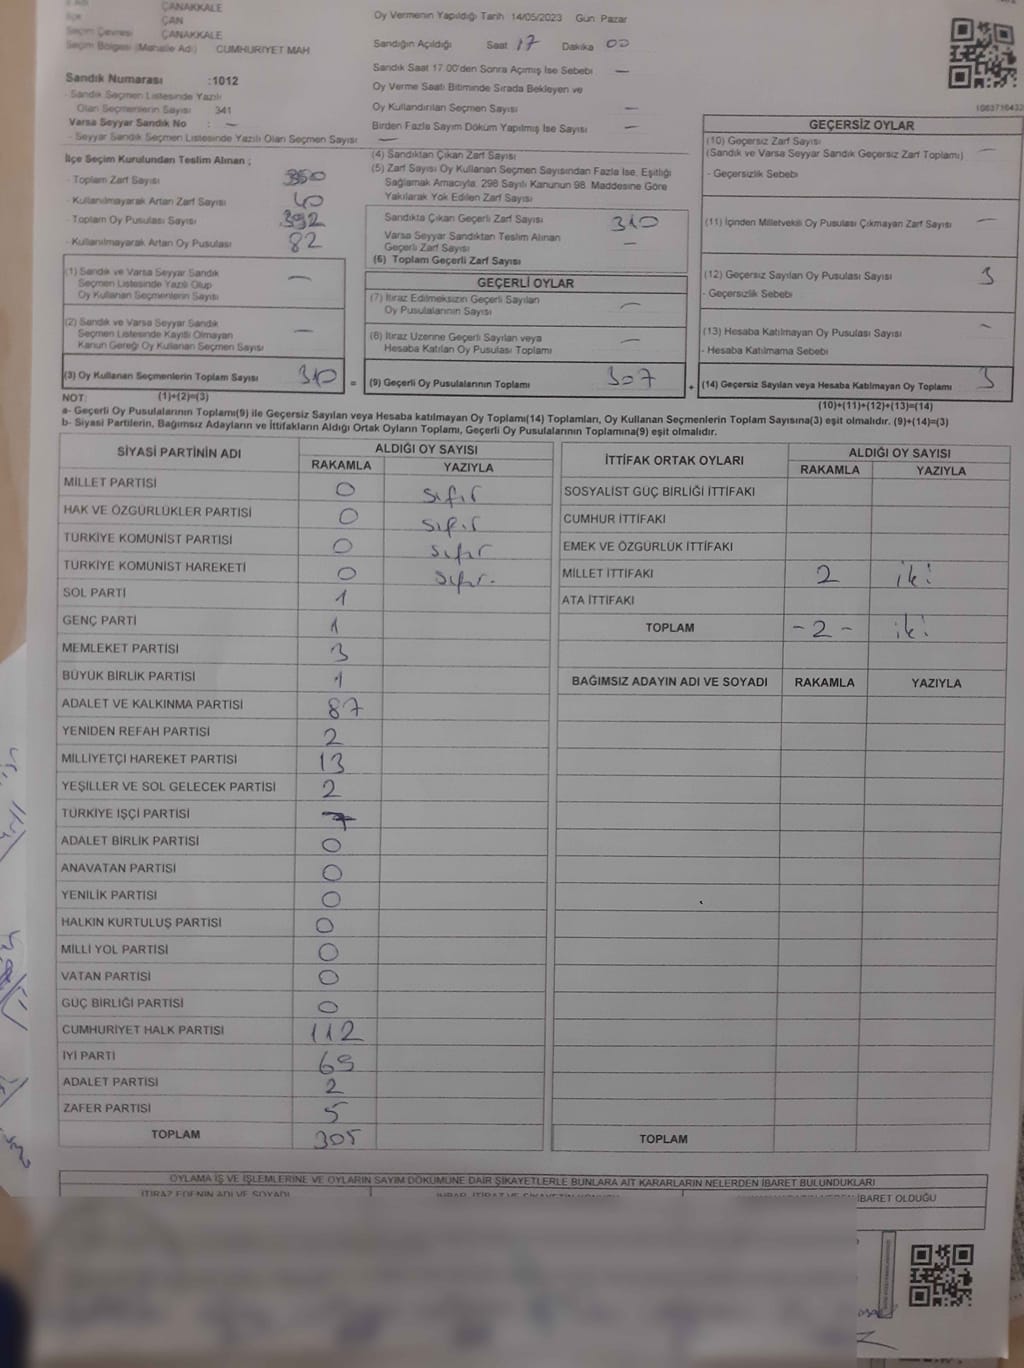 ÇANAKKALE
ÇAN
Seçim Çevresi ÇANAKKALE
Seçim Bölgesi (Mahalle Adı) CUMHURİYET MAH
Sandık Numarası :1012
- Sandık Seçmen Listesinde Yazılı
Olan Seçmenlerin Sayısı 341
Varsa Seyyar Sandık No : —
- Seyyar Sandık Seçmen Listesinde Yazılı Olan Seçmen Sayısı —
İlçe Seçim Kurulundan Teslim Alınan ;
- Toplam Zarf Sayısı 350
- Kullanılmayarak Artan Zarf Sayısı 40
- Toplam Oy Pusulası Sayısı 392
- Kullanılmayarak Artan Oy Pusulası 82
(1) Sandık ve Varsa Seyyar Sandık
Seçmen Listesinde Yazılı Olup
Oy Kullanan Seçmenlerin Sayısı —
(2) Sandık ve Varsa Seyyar Sandık
Seçmen Listesinde Kayıtlı Olmayan
Kanun Gereği Oy Kullanan Seçmen Sayısı —
(3) Oy Kullanan Seçmenlerin Toplam Sayısı 310
Oy Vermenin Yapıldığı Tarih 14/05/2023 Gün Pazar
Sandığın Açıldığı Saat 17 Dakika 00
Sandık Saat 17.00'den Sonra Açılmış İse Sebebi —
Oy Verme Saati Bitiminde Sırada Bekleyen ve
Oy Kullandırılan Seçmen Sayısı —
Birden Fazla Sayım Döküm Yapılmış İse Sayısı —
(4) Sandıktan Çıkan Zarf Sayısı
(5) Zarf Sayısı Oy Kullanan Seçmen Sayısından Fazla İse, Eşitliği
Sağlamak Amacıyla, 298 Sayılı Kanunun 98. Maddesine Göre
Yakılarak Yok Edilen Zarf Sayısı
Sandıkta Çıkan Geçerli Zarf Sayısı 310
Varsa Seyyar Sandıktan Teslim Alınan
Geçerli Zarf Sayısı —
(6) Toplam Geçerli Zarf Sayısı
GEÇERLİ OYLAR
(7) İtiraz Edilmeksizin Geçerli Sayılan
Oy Pusulalarının Sayısı —
(8) İtiraz Üzerine Geçerli Sayılan veya
Hesaba Katılan Oy Pusulası Toplamı —
= (9) Geçerli Oy Pusulalarının Toplamı 307
1663716433
GEÇERSİZ OYLAR
(10) Geçersiz Zarf Sayısı
(Sandık ve Varsa Seyyar Sandık Geçersiz Zarf Toplamı) —
- Geçersizlik Sebebi
(11) İçinden Milletvekili Oy Pusulası Çıkmayan Zarf Sayısı —
(12) Geçersiz Sayılan Oy Pusulası Sayısı 3
- Geçersizlik Sebebi
(13) Hesaba Katılmayan Oy Pusulası Sayısı —
- Hesaba Katılmama Sebebi
+ (14) Geçersiz Sayılan veya Hesaba Katılmayan Oy Toplamı 3
NOT: (1)+(2)=(3) (10)+(11)+(12)+(13)=(14)
a- Geçerli Oy Pusulalarının Toplamı(9) ile Geçersiz Sayılan veya Hesaba katılmayan Oy Toplamı(14) Toplamları, Oy Kullanan Seçmenlerin Toplam Sayısına(3) eşit olmalıdır. (9)+(14)=(3)
b- Siyasi Partilerin, Bağımsız Adayların ve İttifakların Aldığı Ortak Oyların Toplamı, Geçerli Oy Pusulalarının Toplamına(9) eşit olmalıdır.
SİYASİ PARTİNİN ADI ALDIĞI OY SAYISI
RAKAMLA YAZIYLA
MİLLET PARTİSİ 0 sıfır
HAK VE ÖZGÜRLÜKLER PARTİSİ 0 sıfır
TÜRKİYE KOMÜNİST PARTİSİ 0 sıfır
TÜRKİYE KOMÜNİST HAREKETİ 0 sıfır.
SOL PARTİ 1
GENÇ PARTİ 1
MEMLEKET PARTİSİ 3
BÜYÜK BİRLİK PARTİSİ 1
ADALET VE KALKINMA PARTİSİ 87
YENİDEN REFAH PARTİSİ 2
MİLLİYETÇİ HAREKET PARTİSİ 13
YEŞİLLER VE SOL GELECEK PARTİSİ 2
TÜRKİYE İŞÇİ PARTİSİ 7
ADALET BİRLİK PARTİSİ 0
ANAVATAN PARTİSİ 0
YENİLİK PARTİSİ 0
HALKIN KURTULUŞ PARTİSİ 0
MİLLİ YOL PARTİSİ 0
VATAN PARTİSİ 0
GÜÇ BİRLİĞİ PARTİSİ 0
CUMHURİYET HALK PARTİSİ 112
İYİ PARTİ 69
ADALET PARTİSİ 2
ZAFER PARTİSİ 5
TOPLAM 305
İTTİFAK ORTAK OYLARI ALDIĞI OY SAYISI
RAKAMLA YAZIYLA
SOSYALİST GÜÇ BİRLİĞİ İTTİFAKI
CUMHUR İTTİFAKI
EMEK VE ÖZGÜRLÜK İTTİFAKI
MİLLET İTTİFAKI 2 iki
ATA İTTİFAKI
TOPLAM -2- iki
BAĞIMSIZ ADAYIN ADI VE SOYADI RAKAMLA YAZIYLA
TOPLAM
OYLAMA İŞ VE İŞLEMLERİNE VE OYLARIN SAYIM DÖKÜMÜNE DAİR ŞİKAYETLERLE BUNLARA AİT KARARLARIN NELERDEN İBARET BULUNDUKLARI
İTİRAZ EDENİN ADI VE SOYADI
İBARET OLDUĞU